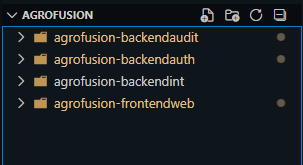 AGROFUSION
agrofusion-backendaudit
agrofusion-backendauth
agrofusion-backendint
agrofusion-frontendweb